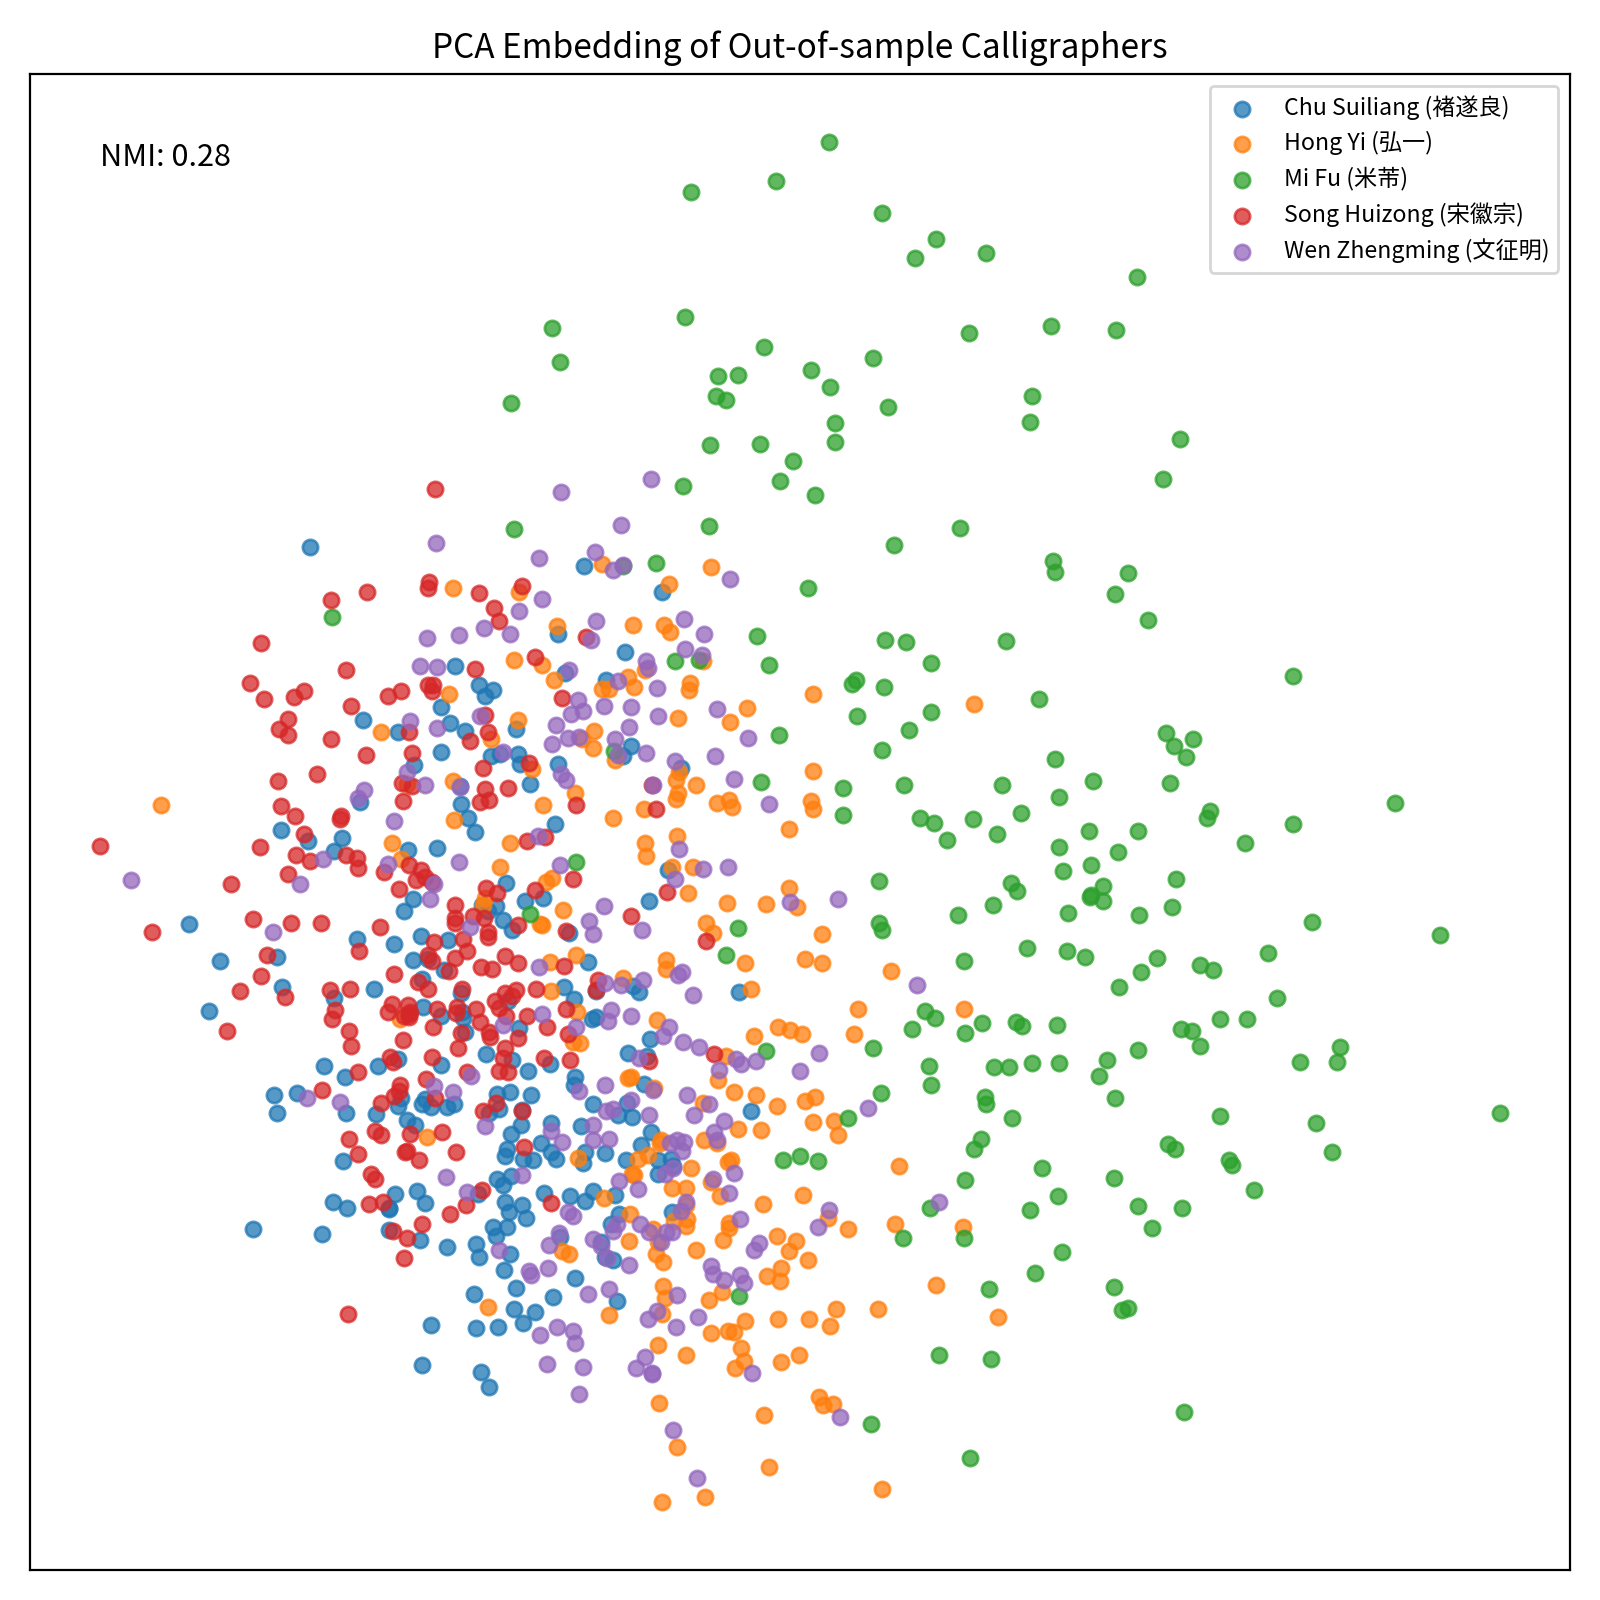 PCA Embedding of Out-of-sample Calligraphers
NMI: 0.28
Chu Suiliang (褚遂良)
Hong Yi (弘一)
Mi Fu (米芾)
Song Huizong (宋徽宗)
Wen Zhengming (文征明)